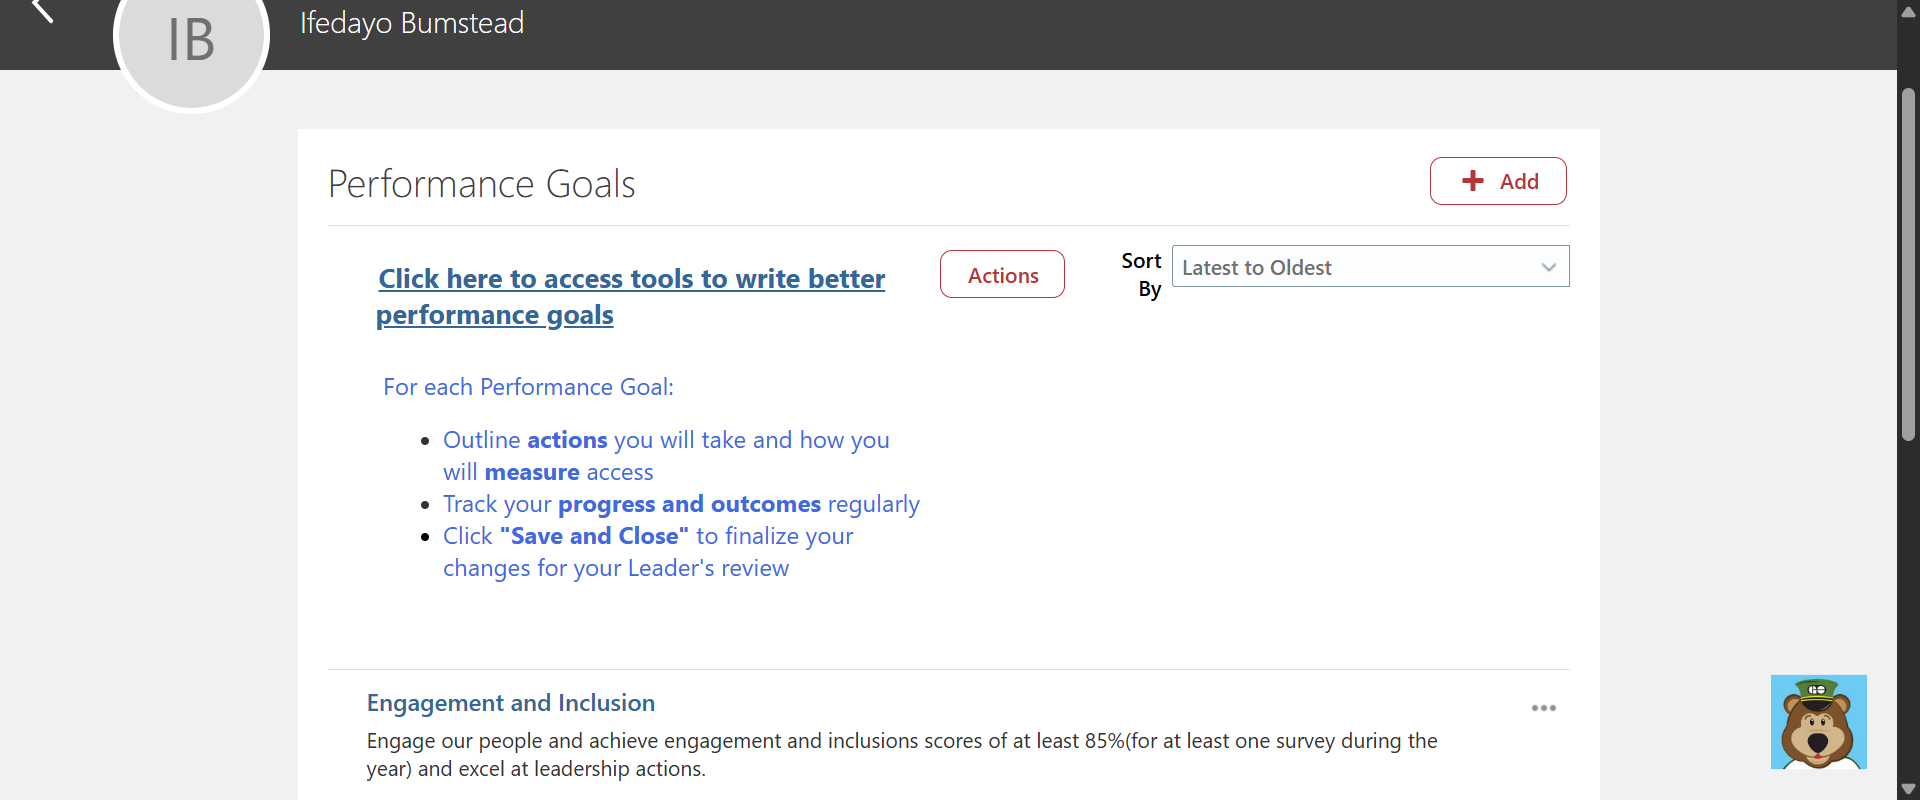 IB
Ifedayo Bumstead
Performance Goals
Add
Click here to access tools to write better
performance goals
Actions
Sort
By
Latest to Oldest
For each Performance Goal:
Outline actions you will take and how you
will measure access
Track your progress and outcomes regularly
Click "Save and Close" to finalize your
changes for your Leader's review
Engagement and Inclusion
Engage our people and achieve engagement and inclusions scores of at least 85%(for at least one survey during the
year) and excel at leadership actions.
GO